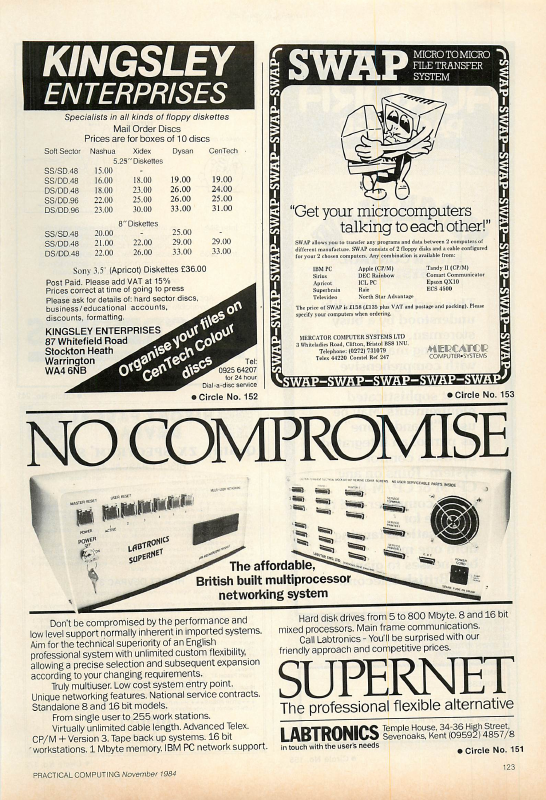 KINGSLEY
ENTERPRISES
Specialists in all kinds of floppy diskettes
Mail Order Discs
Prices are for boxes of 10 discs
Soft Sector Nashua Xidex Dysan CenTech
5.25" Diskettes
SS/SD.48 15.00 -
SS/DD.48 16.00 18.00 19.00 19.00
DS/DD.48 18.00 23.00 26.00 24.00
SS/DD.96 22.00 25.00 26.00 25.00
DS/DD.96 23.00 30.00 33.00 31.00
8" Diskettes
SS/SD.48 20.00 - 25.00 -
SS/DD.48 21.00 22.00 29.00 29.00
DS/DD.48 22.00 26.00 33.00 33.00
Sony 3.5" (Apricot) Diskettes £36.00
Post Paid. Please add VAT at 15%
Prices correct at time of going to press
Please ask for details of: hard sector discs,
business/educational accounts,
discounts, formatting.
KINGSLEY ENTERPRISES
87 Whitefield Road
Stockton Heath
Warrington
WA4 6NB
Organise your files on
CenTech Colour
discs
Tel:
0925 64207
for 24 hour
Dial-a-disc service
● Circle No. 152
SWAP
MICRO TO MICRO
FILE TRANSFER
SYSTEM
SWAP–SWAP–SWAP–SWAP–SWAP–SWAP
"Get your microcomputers
talking to each other!"
SWAP allows you to transfer any programs and data between 2 computers of
different manufacture. SWAP consists of 2 floppy disks and a cable configured
for your 2 chosen computers. Any combination is available from:
IBM PC Apple (CP/M) Tandy II (CP/M)
Sirius DEC Rainbow Comart Communicator
Apricot ICL PC Epson QX10
Superbrain Rair ECS 4500
Televideo North Star Advantage
The price of SWAP is £158 (£135 plus VAT and postage and packing). Please
specify your computers when ordering.
MERCATOR COMPUTER SYSTEMS LTD
3 Whiteladies Road, Clifton, Bristol BS8 1NU.
Telephone: (0272) 731079
Telex 44220 Comtel Ref 247
MERCATOR
COMPUTER SYSTEMS
SWAP–SWAP–SWAP–SWAP–SWAP
● Circle No. 153
NO COMPROMISE
MASTER RESET
USER RESET
POWER
LABTRONICS
SUPERNET
The affordable,
British built multiprocessor
networking system
NO USER SERVICEABLE PARTS INSIDE
Don't be compromised by the performance and
low level support normally inherent in imported systems.
Aim for the technical superiority of an English
professional system with unlimited custom flexibility,
allowing a precise selection and subsequent expansion
according to your changing requirements.
Truly multiuser. Low cost system entry point.
Unique networking features. National service contracts.
Standalone 8 and 16 bit models.
From single user to 255 work stations.
Virtually unlimited cable length. Advanced Telex.
CP/M + Version 3. Tape back up systems. 16 bit
workstations. 1 Mbyte memory. IBM PC network support.
Hard disk drives from 5 to 800 Mbyte. 8 and 16 bit
mixed processors. Main frame communications.
Call Labtronics - You'll be surprised with our
friendly approach and competitive prices.
SUPERNET
The professional flexible alternative
LABTRONICS
in touch with the user's needs
Temple House, 34-36 High Street,
Sevenoaks, Kent (09592) 4857/8
● Circle No. 151
PRACTICAL COMPUTING November 1984
123